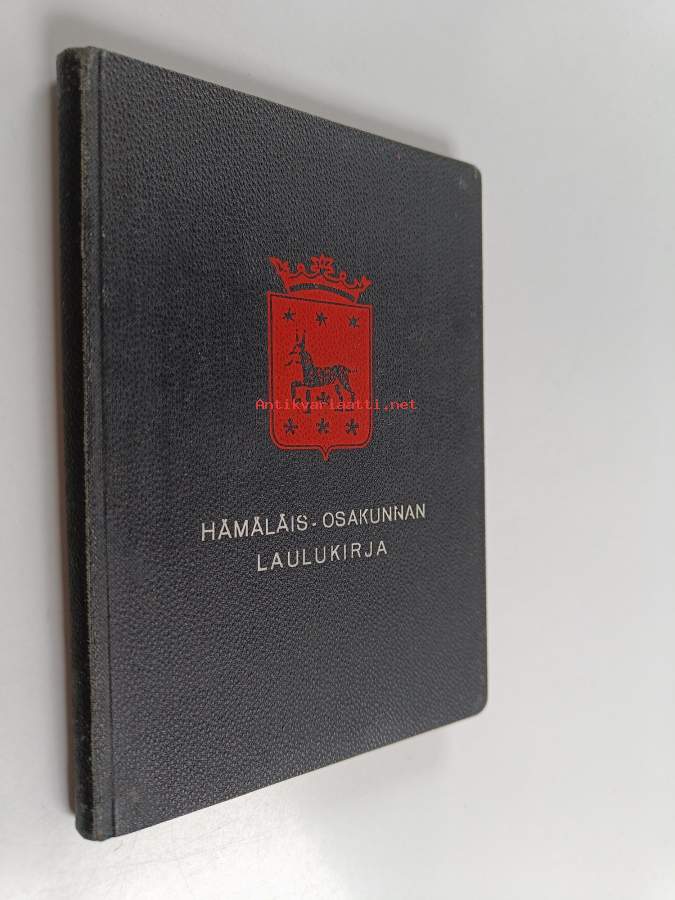 Antikvariaatti.net
HÄMÄLÄIS-OSAKUNNAN
LAULUKIRJA